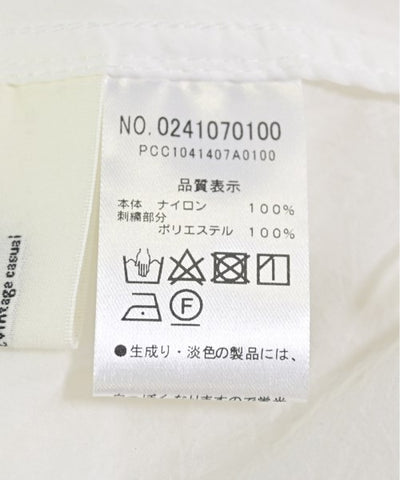 NO.0241070100
PCC1041407A0100
品質表示
本体 ナイロン 100%
刺繍部分
ポリエステル 100%
F
●生成り・淡色の製品には、
vintage casual